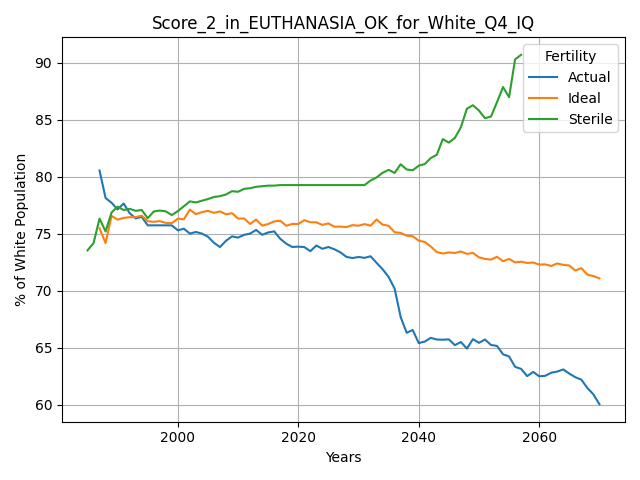 Score_2_in_EUTHANASIA_OK_for_White_Q4_IQ
Fertility
Actual
Ideal
Sterile
% of White Population
90
85
80
75
70
65
60
2000 2020 2040 2060
Years